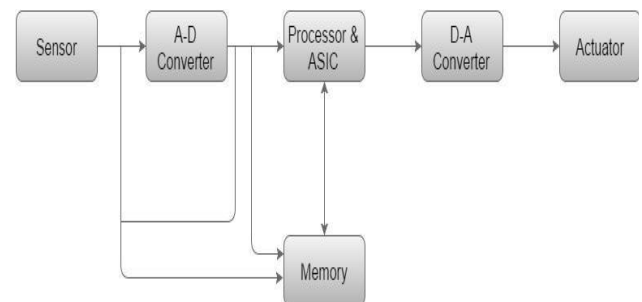 Sensor
A-D
Converter
Processor &
ASIC
D-A
Converter
Actuator
Memory